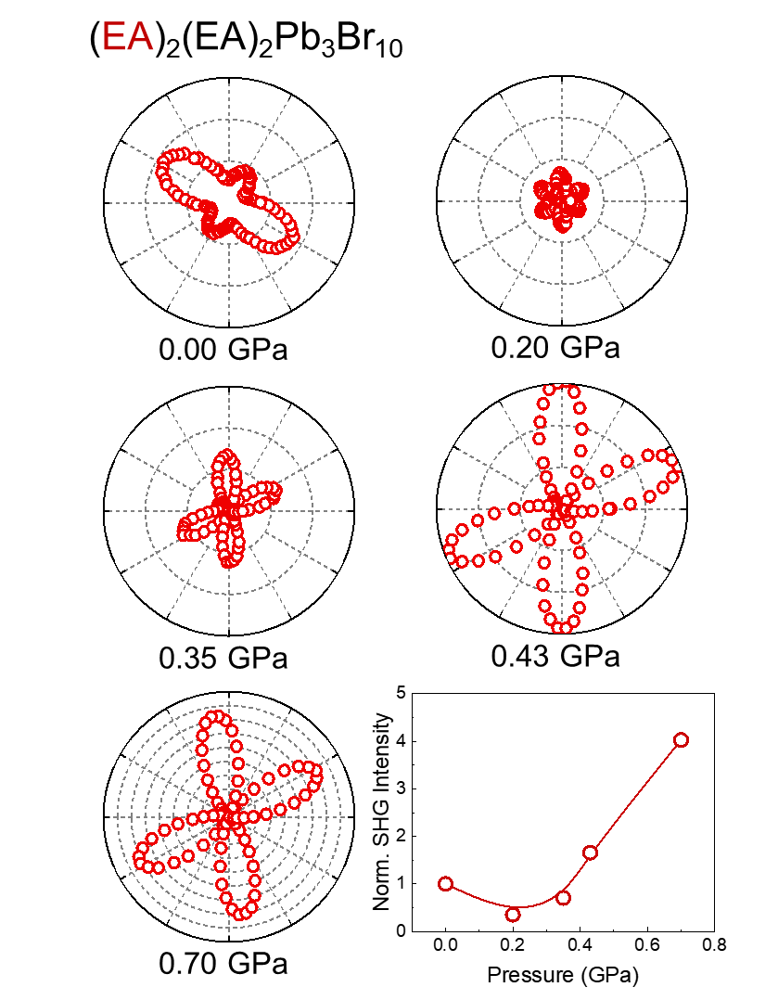 (EA)₂(EA)₂Pb₃Br₁₀
0.00 GPa
0.20 GPa
0.35 GPa
0.43 GPa
0.70 GPa
Norm. SHG Intensity
5
4
3
2
1
0
0.0 0.2 0.4 0.6 0.8
Pressure (GPa)